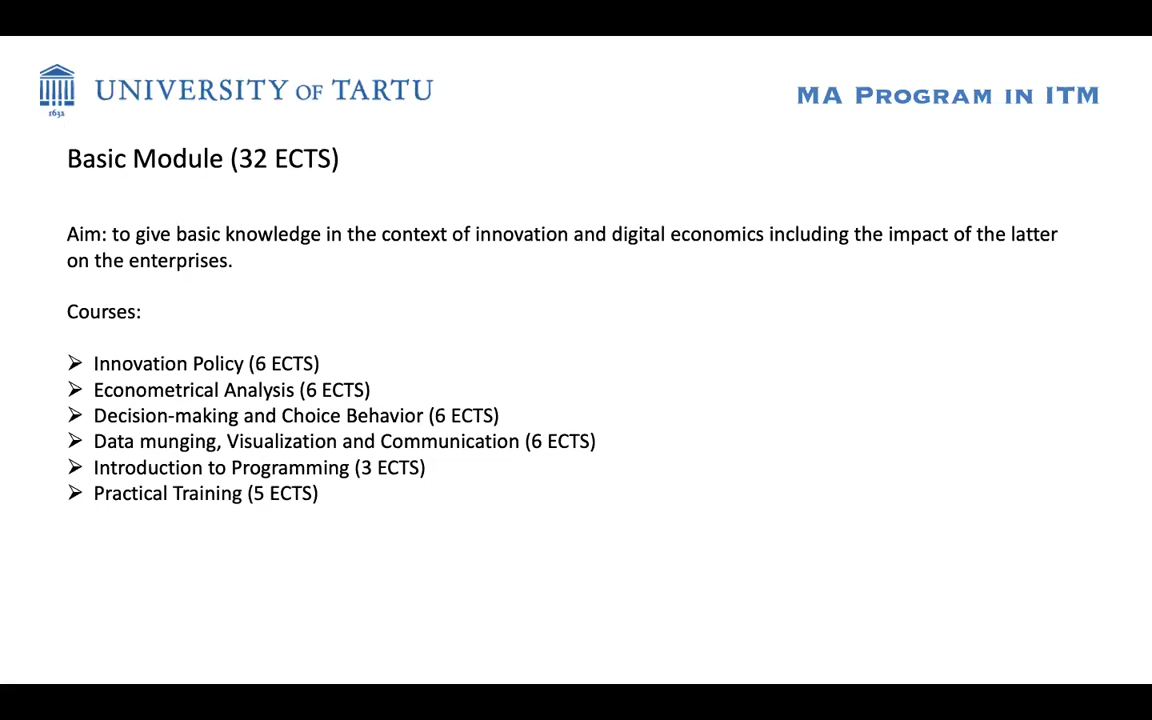 UNIVERSITY OF TARTU
1632
MA PROGRAM IN ITM
Basic Module (32 ECTS)
Aim: to give basic knowledge in the context of innovation and digital economics including the impact of the latter
on the enterprises.
Courses:
➢ Innovation Policy (6 ECTS)
➢ Econometrical Analysis (6 ECTS)
➢ Decision-making and Choice Behavior (6 ECTS)
➢ Data munging, Visualization and Communication (6 ECTS)
➢ Introduction to Programming (3 ECTS)
➢ Practical Training (5 ECTS)